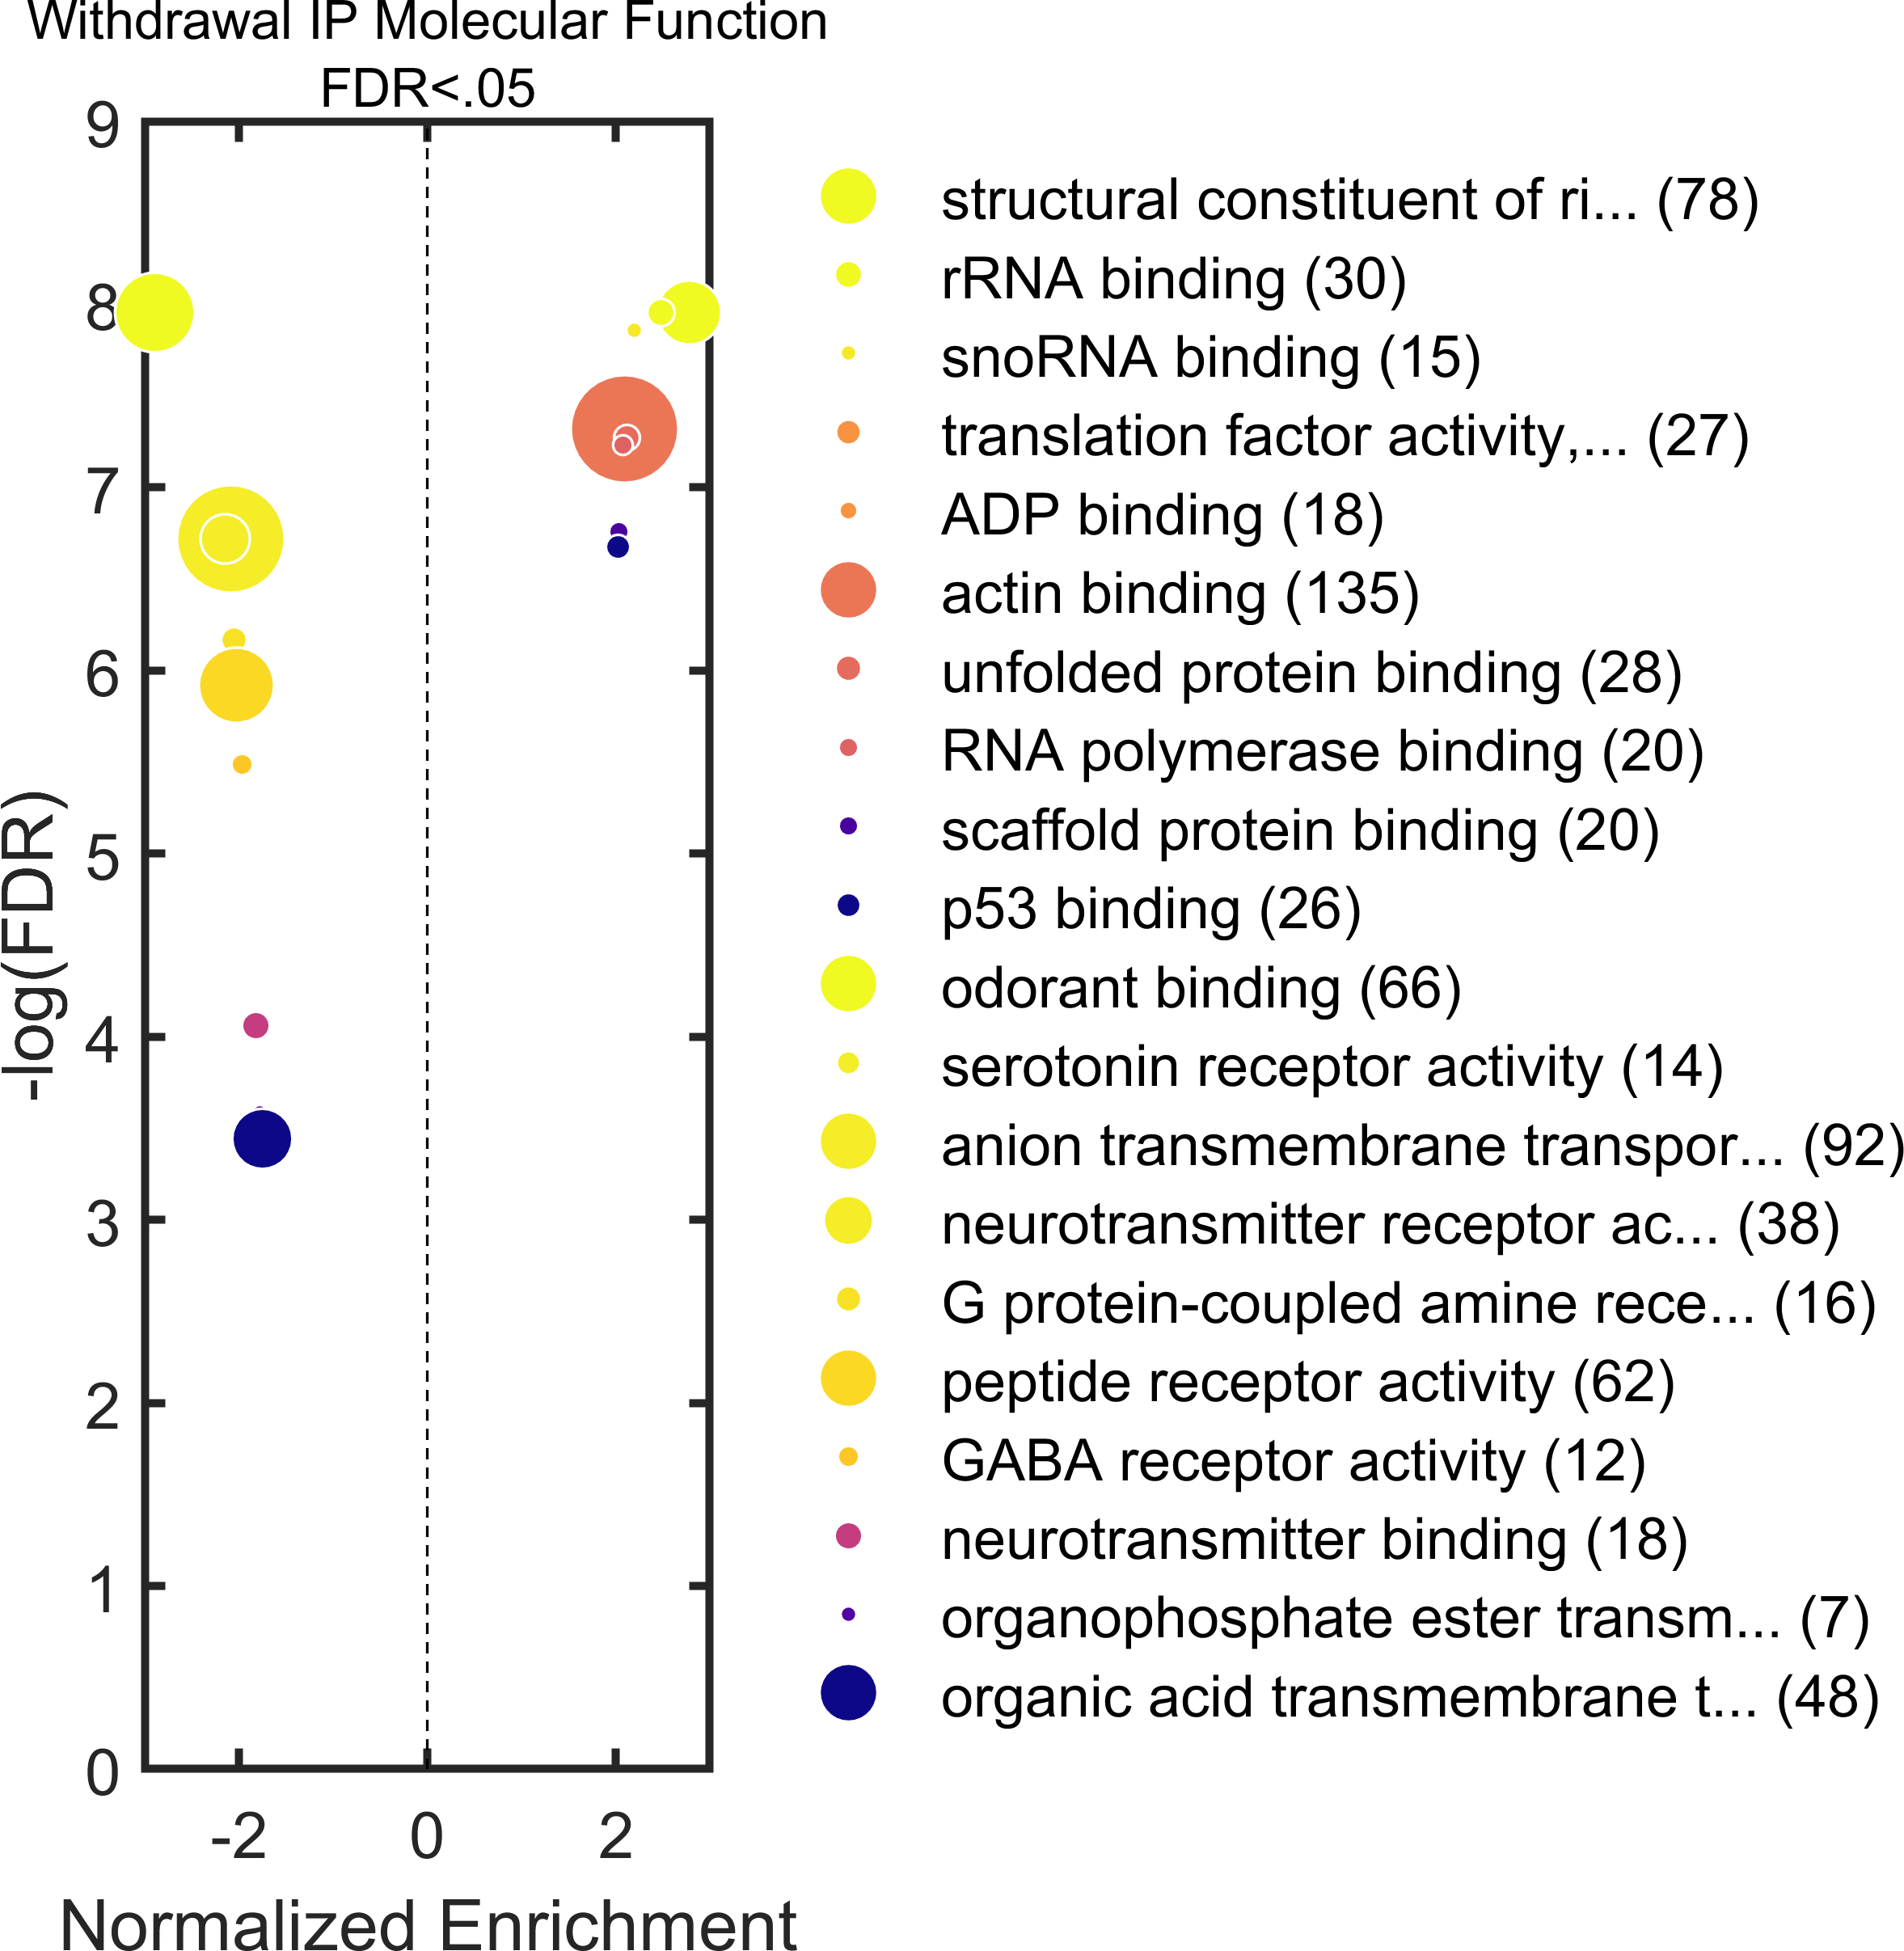 Withdrawal IP Molecular Function
FDR<.05
9
8
7
6
5
4
3
2
1
0
-log(FDR)
-2 0 2
Normalized Enrichment
structural constituent of ri... (78)
rRNA binding (30)
snoRNA binding (15)
translation factor activity,... (27)
ADP binding (18)
actin binding (135)
unfolded protein binding (28)
RNA polymerase binding (20)
scaffold protein binding (20)
p53 binding (26)
odorant binding (66)
serotonin receptor activity (14)
anion transmembrane transpor... (92)
neurotransmitter receptor ac... (38)
G protein-coupled amine rece... (16)
peptide receptor activity (62)
GABA receptor activity (12)
neurotransmitter binding (18)
organophosphate ester transm... (7)
organic acid transmembrane t... (48)